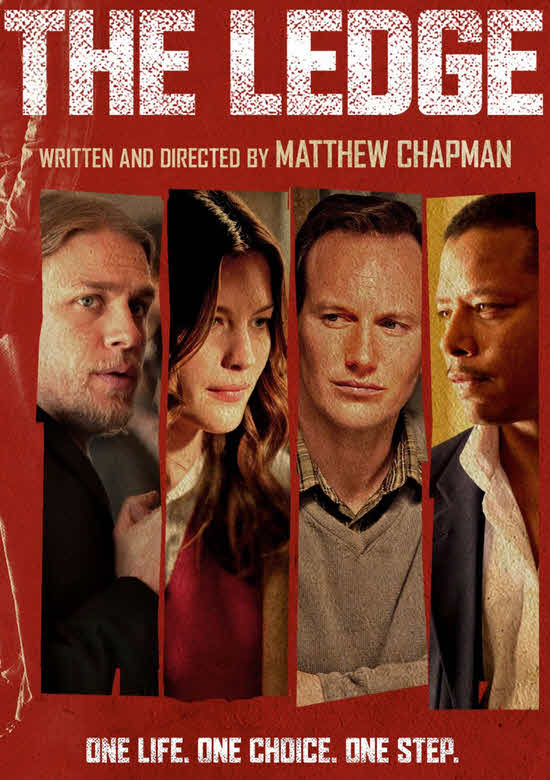 THE LEDGE
WRITTEN AND DIRECTED BY MATTHEW CHAPMAN
ONE LIFE. ONE CHOICE. ONE STEP.